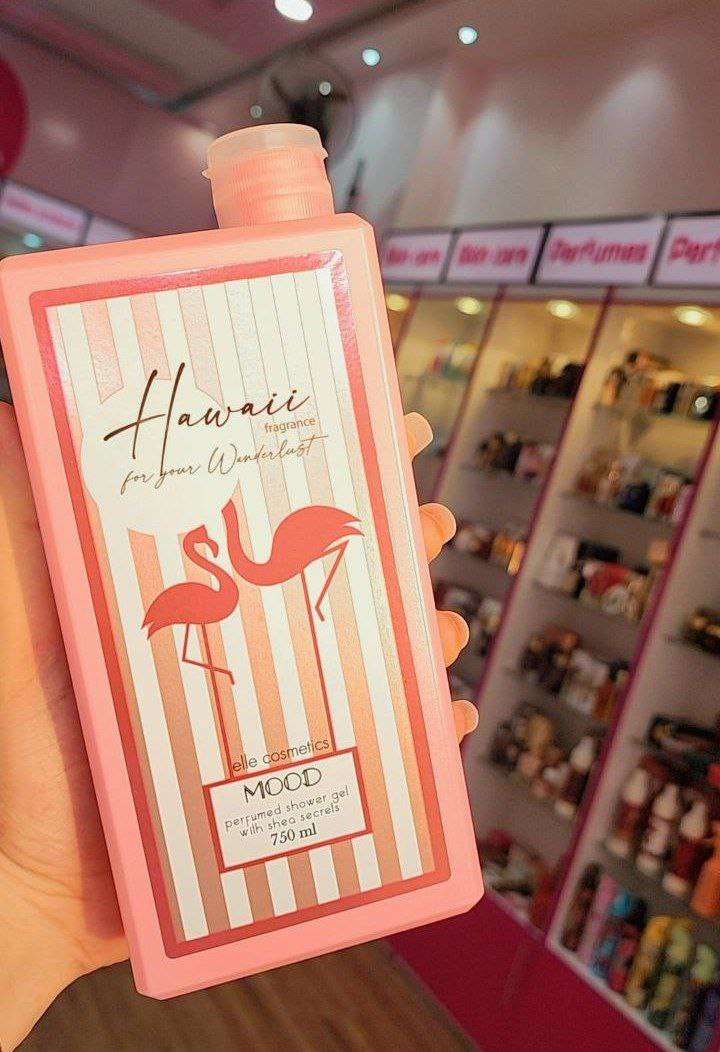 Hawaii
fragrance
for your Wanderlust
elle cosmetics
MOOD
perfumed shower gel
with shea secrets
750 ml
Skin care
Skin care
Perfumes